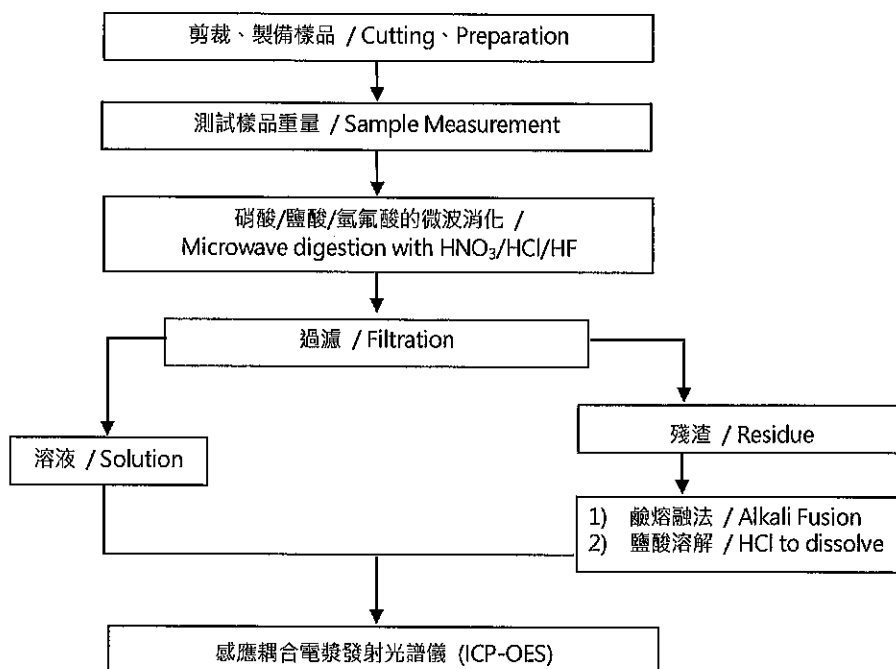 剪裁、製備樣品 / Cutting、Preparation
測試樣品重量 / Sample Measurement
硝酸/鹽酸/氫氟酸的微波消化 /
Microwave digestion with HNO₃/HCl/HF
過濾 / Filtration
溶液 / Solution
殘渣 / Residue
1) 鹼熔融法 / Alkali Fusion
2) 鹽酸溶解 / HCl to dissolve
感應耦合電漿發射光譜儀 (ICP-OES)